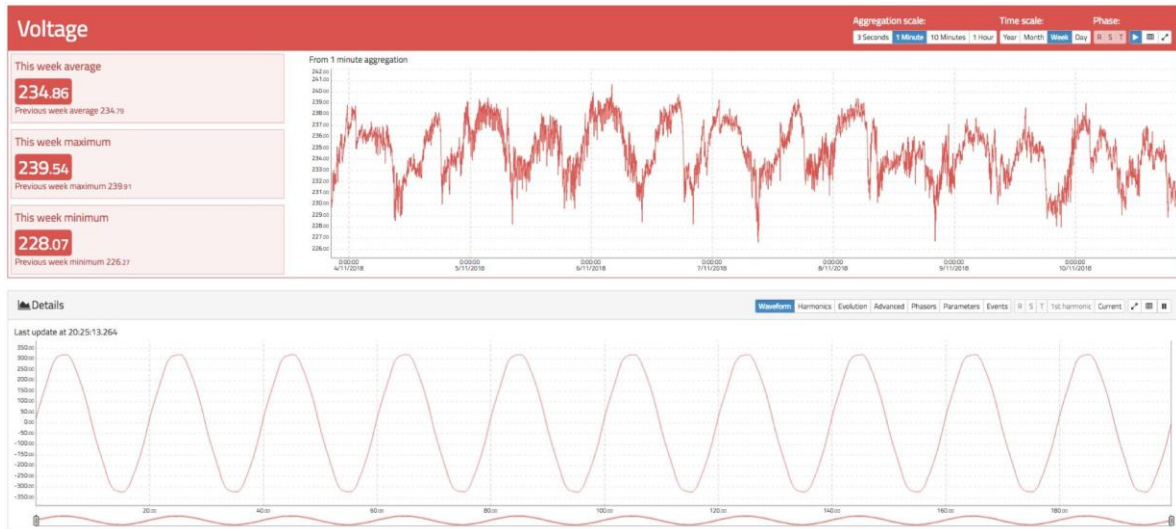 Voltage
Aggregation scale:
3 Seconds 1 Minute 10 Minutes 1 Hour
Time scale:
Year Month Week Day
Phase:
R S T
This week average
234.86
Previous week average 234.79
This week maximum
239.54
Previous week maximum 239.91
This week minimum
228.07
Previous week minimum 226.27
From 1 minute aggregation
242.00
241.00
240.00
239.00
238.00
237.00
236.00
235.00
234.00
233.00
232.00
231.00
230.00
229.00
228.00
227.00
226.00
0:00:00 0:00:00 0:00:00 0:00:00 0:00:00 0:00:00 0:00:00
4/11/2018 5/11/2018 6/11/2018 7/11/2018 8/11/2018 9/11/2018 10/11/2018
Details
Waveform Harmonics Evolution Advanced Phasors Parameters Events R S T 1st harmonic Current
Last update at 20:25:13.264
350.00
300.00
250.00
200.00
150.00
100.00
50.00
0.00
-50.00
-100.00
-150.00
-200.00
-250.00
-300.00
-350.00
20.00 40.00 60.00 80.00 100.00 120.00 140.00 160.00 180.00